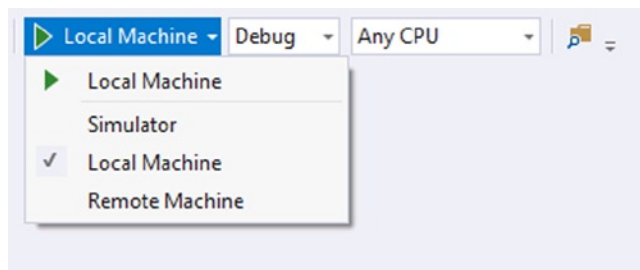 Local Machine Debug Any CPU
Local Machine
Simulator
Local Machine
Remote Machine